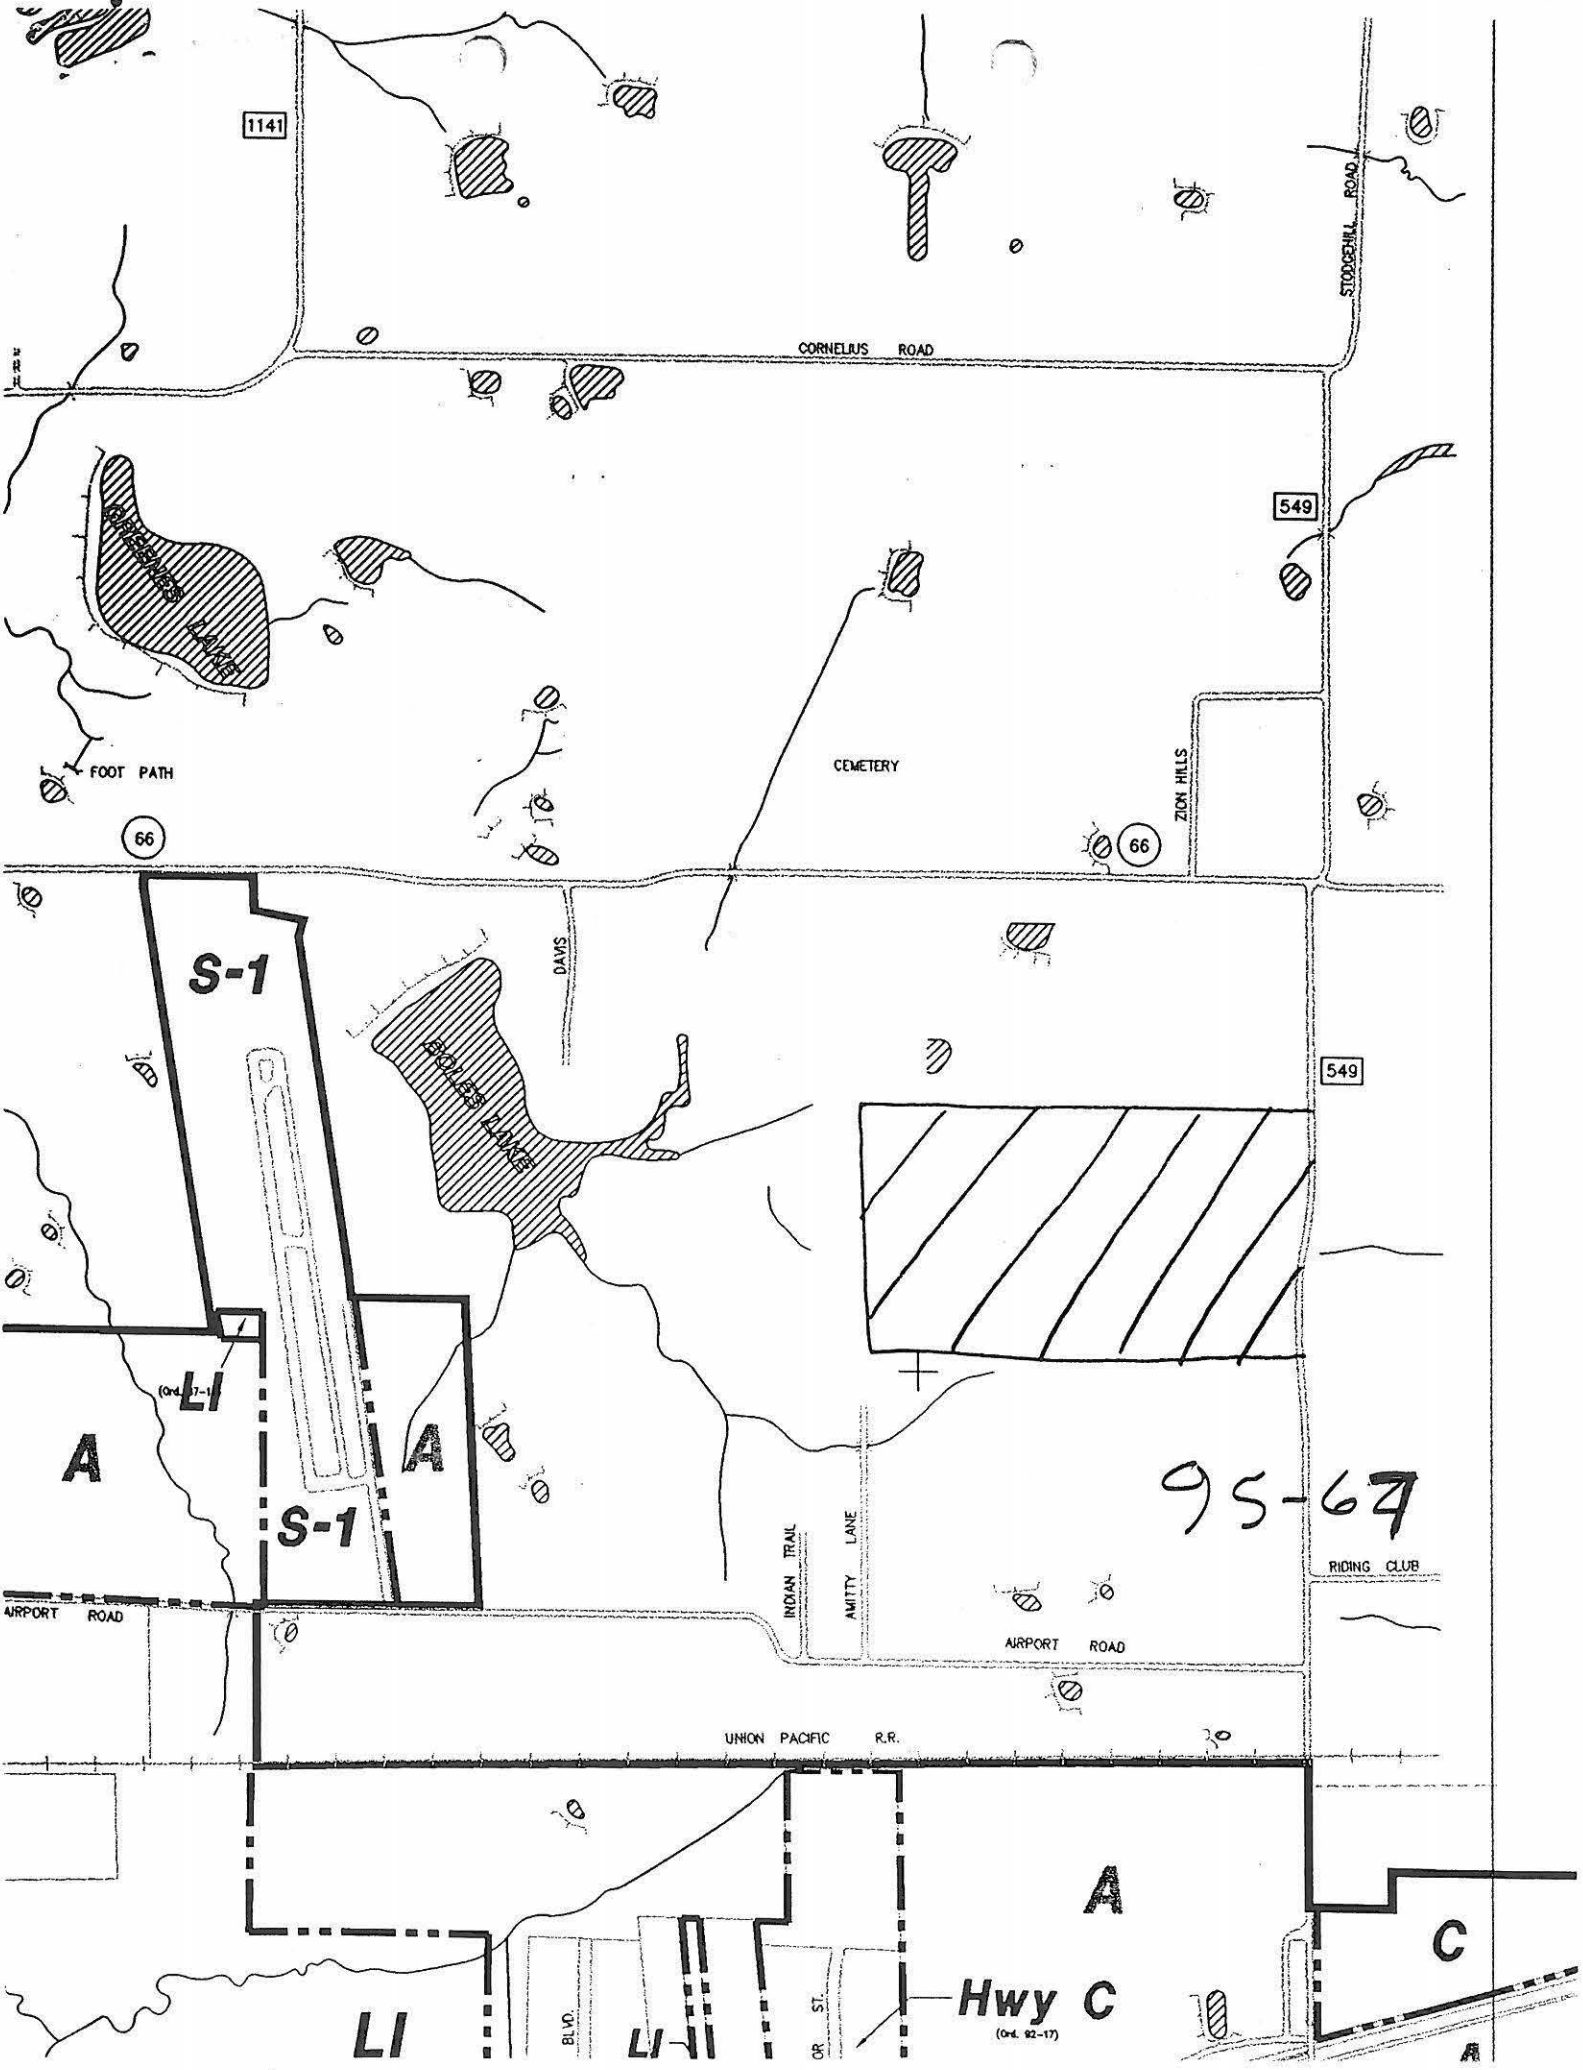 1141
STODGEHILL ROAD
CORNELIUS ROAD
549
GREENES LAKE
FOOT PATH
CEMETERY
ZION HILLS
66
66
S-1
DAVIS
BOLES LAKE
549
LI
A
A
S-1
95-67
INDIAN TRAIL
AMITTY LANE
RIDING CLUB
AIRPORT ROAD
AIRPORT ROAD
UNION PACIFIC R.R.
A
C
Hwy C
(Ord. 92-17)
LI
BLVD.
LI
OR ST.
A